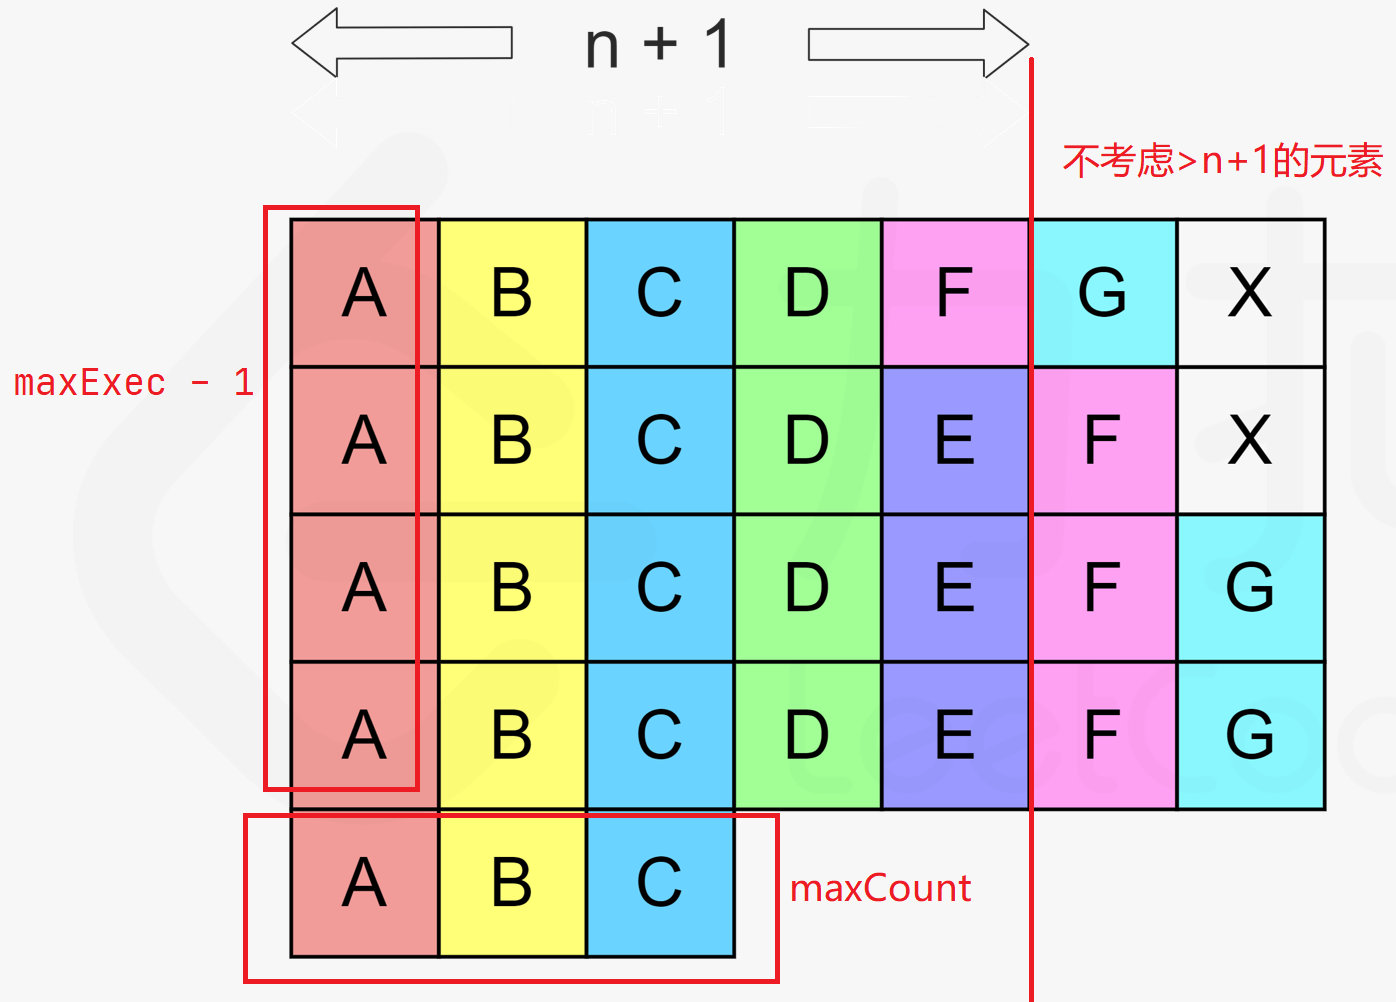 n + 1
不考虑>n+1的元素
A B C D F G X
maxExec - 1
A B C D E F X
A B C D E F G
A B C D E F G
A B C
maxCount